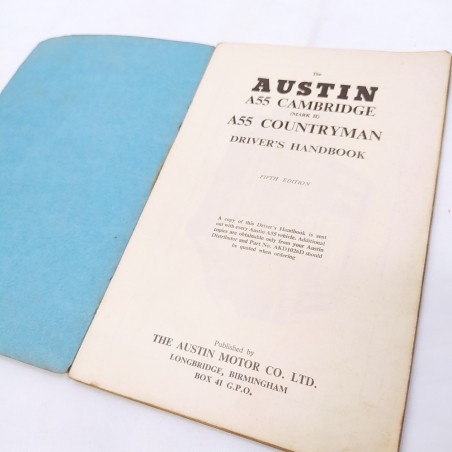 The
AUSTIN
A55 CAMBRIDGE
(MARK II)
A55 COUNTRYMAN
DRIVER'S HANDBOOK
FIFTH EDITION
A copy of this Driver's Handbook is sent
out with every Austin A55 vehicle. Additional
copies are obtainable only from your Austin
Distributor and Part No. AKD1026D should
be quoted when ordering
Published by
THE AUSTIN MOTOR CO. LTD.
LONGBRIDGE, BIRMINGHAM
BOX 41 G.P.O.